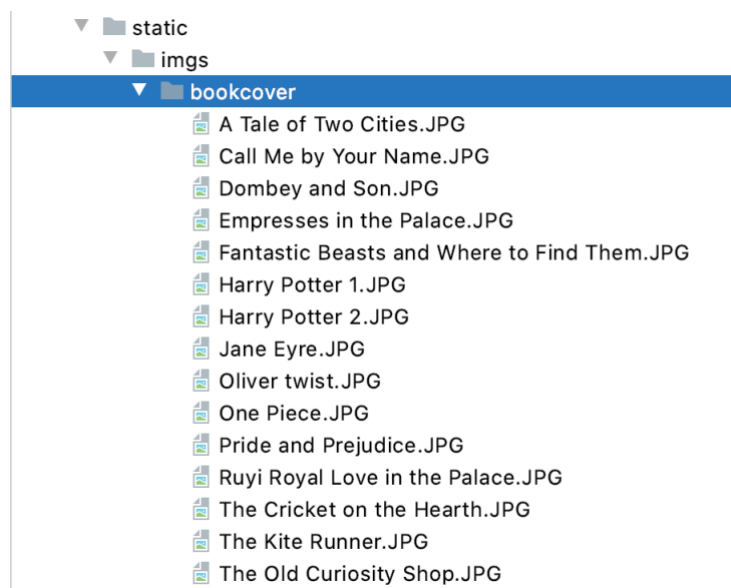 static
imgs
bookcover
A Tale of Two Cities.JPG
Call Me by Your Name.JPG
Dombey and Son.JPG
Empresses in the Palace.JPG
Fantastic Beasts and Where to Find Them.JPG
Harry Potter 1.JPG
Harry Potter 2.JPG
Jane Eyre.JPG
Oliver twist.JPG
One Piece.JPG
Pride and Prejudice.JPG
Ruyi Royal Love in the Palace.JPG
The Cricket on the Hearth.JPG
The Kite Runner.JPG
The Old Curiosity Shop.JPG